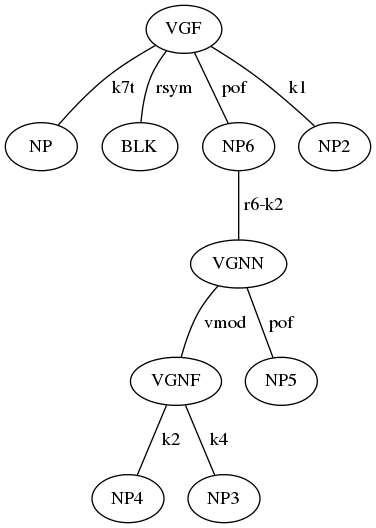 VGF
k7t rsym pof k1
NP BLK NP6 NP2
r6-k2
VGNN
vmod pof
VGNF NP5
k2 k4
NP4 NP3